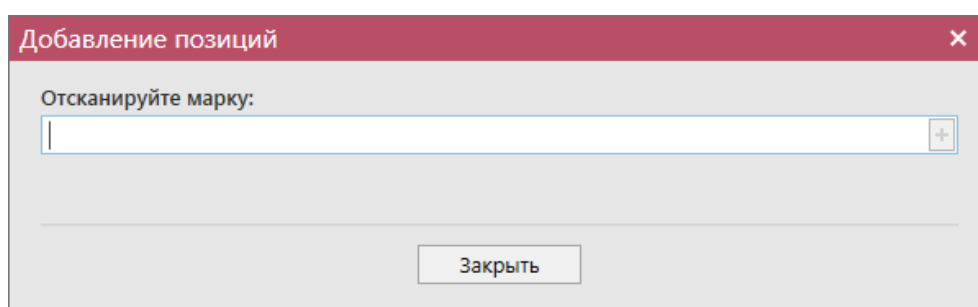 Добавление позиций
Отсканируйте марку:
Закрыть